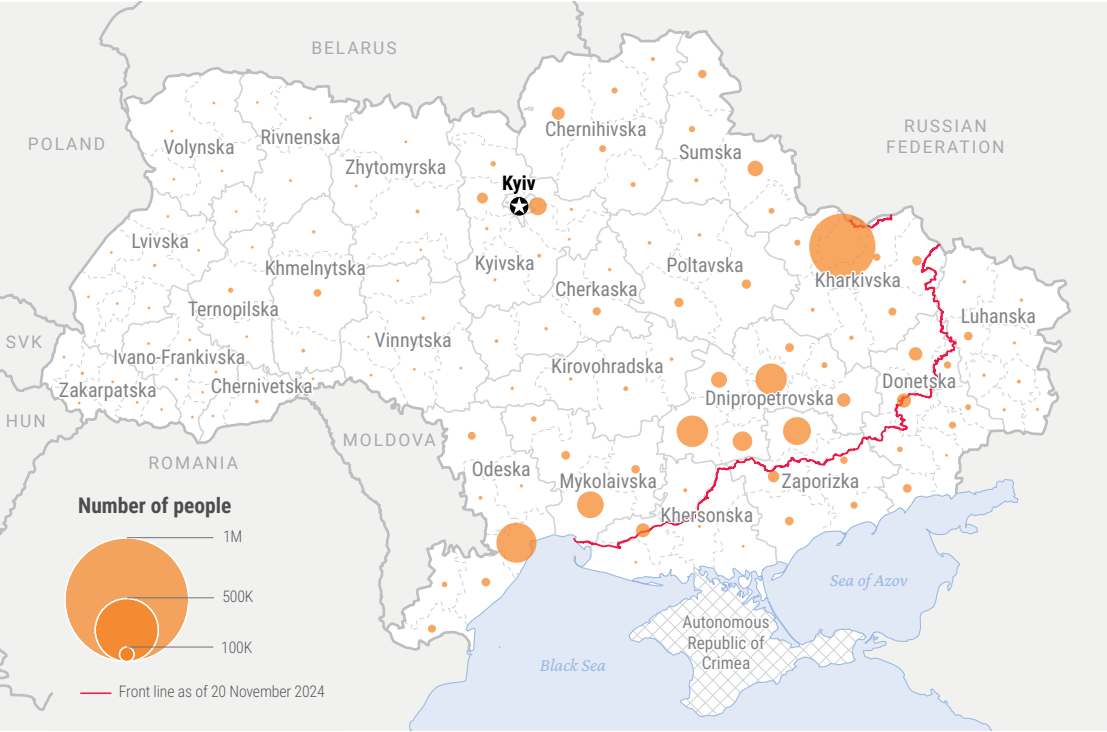 BELARUS
POLAND
Volynska
Rivnenska
Zhytomyrska
Chernihivska
Sumska
RUSSIAN
FEDERATION
Kyiv
Lvivska
Khmelnytska
Kyivska
Poltavska
Kharkivska
Cherkaska
Ternopilska
Luhanska
SVK
Vinnytska
Ivano-Frankivska
Kirovohradska
Zakarpatska
Chernivetska
Donetska
Dnipropetrovska
HUN
MOLDOVA
ROMANIA
Odeska
Mykolaivska
Zaporizka
Khersonska
Number of people
1M
500K
100K
Front line as of 20 November 2024
Sea of Azov
Autonomous
Republic of
Crimea
Black Sea